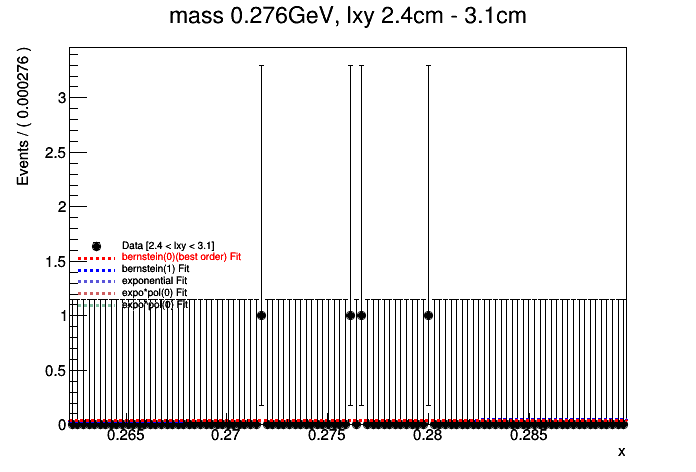 mass 0.276GeV, lxy 2.4cm - 3.1cm
Events / ( 0.000276 )
3
2.5
2
1.5
1
0.5
0
Data [2.4 < lxy < 3.1]
bernstein(0)(best order) Fit
bernstein(1) Fit
exponential Fit
expo*pol(0) Fit
expo*pol(0) Fit
0.265 0.27 0.275 0.28 0.285
x